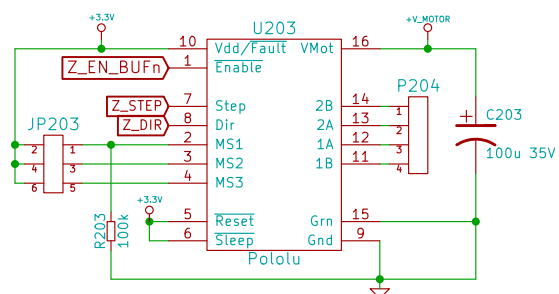 +3.3V
U203
+V_MOTOR
10 Vdd/Fault VMot 16
Z_EN_BUFn 1 Enable
P204
Z_STEP 7 Step 2B 14 1
Z_DIR 8 Dir 2A 13 2
JP203 2 MS1 1A 12 3
2 1 3 MS2 1B 11 4
4 3 4 MS3
6 5
C203
100u 35V
+3.3V
R203
100k
5 Reset Grn 15
6 Sleep Gnd 9
Pololu